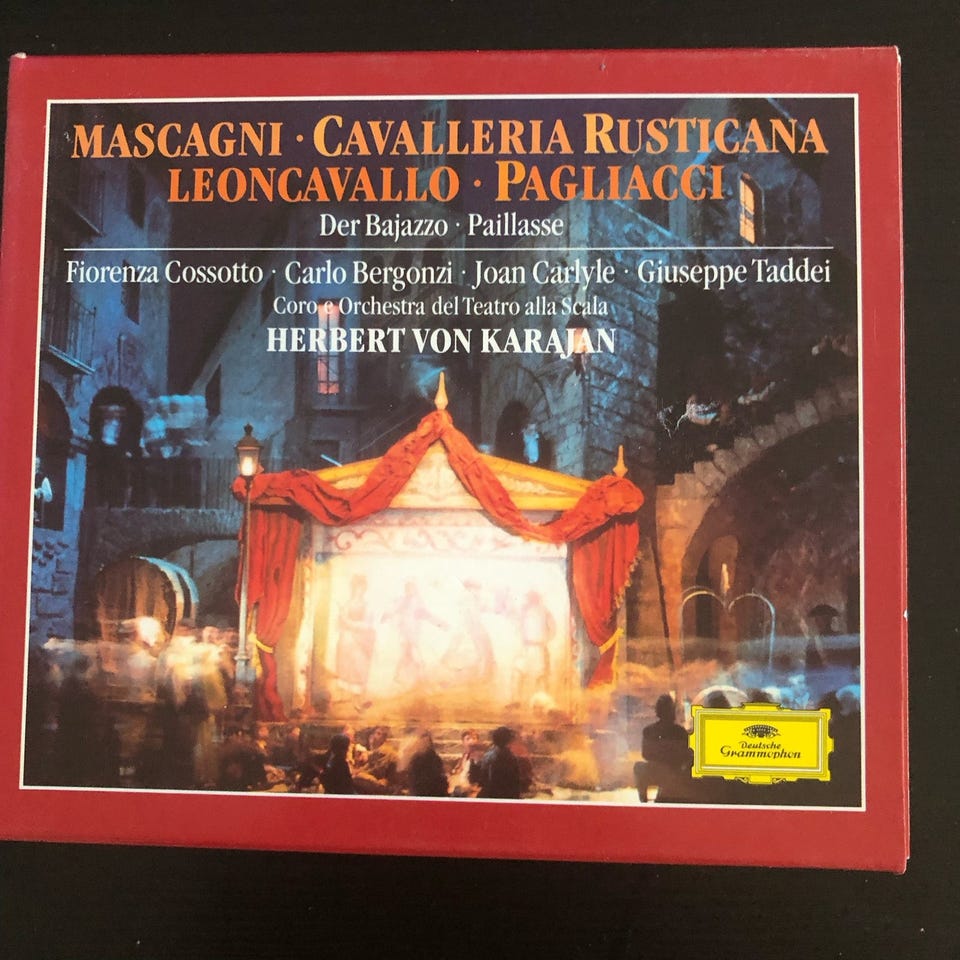 MASCAGNI · CAVALLERIA RUSTICANA
LEONCAVALLO · PAGLIACCI
Der Bajazzo · Paillasse
Fiorenza Cossotto · Carlo Bergonzi · Joan Carlyle · Giuseppe Taddei
Coro e Orchestra del Teatro alla Scala
HERBERT VON KARAJAN
Deutsche
Grammophon